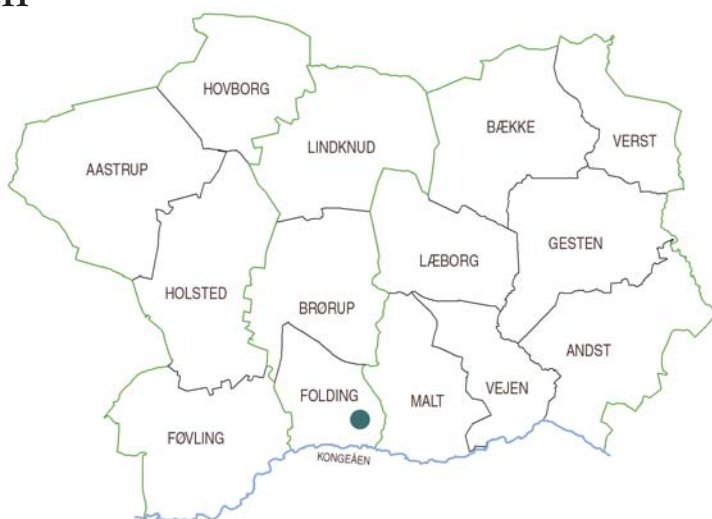 HOVBORG
BÆKKE
VERST
LINDKNUD
AASTRUP
GESTEN
LÆBORG
HOLSTED
BRØRUP
ANDST
VEJEN
FOLDING
MALT
FØVLING
KONGEÅEN